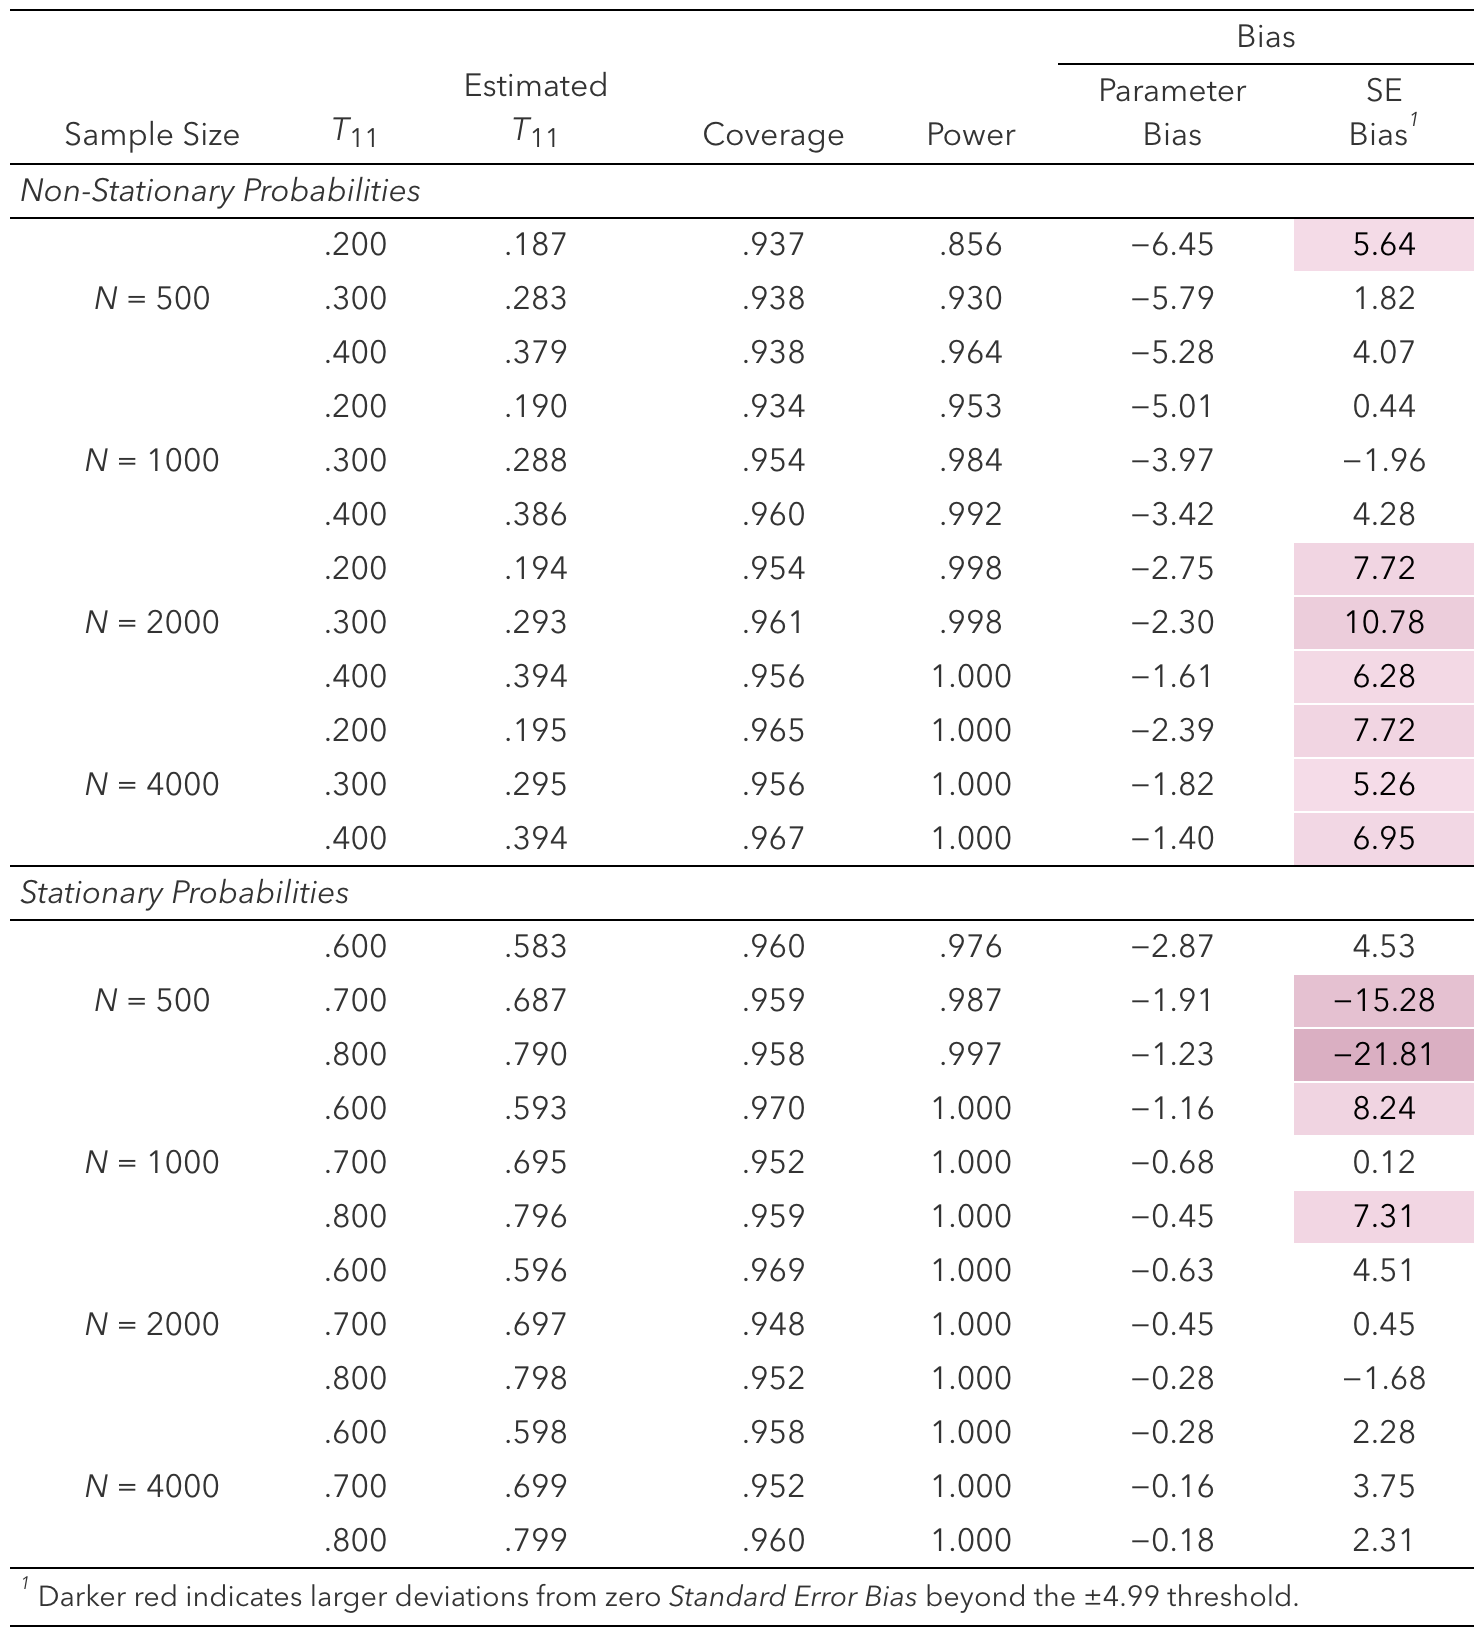 Bias
Estimated Parameter SE
Sample Size T11 T11 Coverage Power Bias Bias1
Non-Stationary Probabilities
.200 .187 .937 .856 −6.45 5.64
N = 500 .300 .283 .938 .930 −5.79 1.82
.400 .379 .938 .964 −5.28 4.07
.200 .190 .934 .953 −5.01 0.44
N = 1000 .300 .288 .954 .984 −3.97 −1.96
.400 .386 .960 .992 −3.42 4.28
.200 .194 .954 .998 −2.75 7.72
N = 2000 .300 .293 .961 .998 −2.30 10.78
.400 .394 .956 1.000 −1.61 6.28
.200 .195 .965 1.000 −2.39 7.72
N = 4000 .300 .295 .956 1.000 −1.82 5.26
.400 .394 .967 1.000 −1.40 6.95
Stationary Probabilities
.600 .583 .960 .976 −2.87 4.53
N = 500 .700 .687 .959 .987 −1.91 −15.28
.800 .790 .958 .997 −1.23 −21.81
.600 .593 .970 1.000 −1.16 8.24
N = 1000 .700 .695 .952 1.000 −0.68 0.12
.800 .796 .959 1.000 −0.45 7.31
.600 .596 .969 1.000 −0.63 4.51
N = 2000 .700 .697 .948 1.000 −0.45 0.45
.800 .798 .952 1.000 −0.28 −1.68
.600 .598 .958 1.000 −0.28 2.28
N = 4000 .700 .699 .952 1.000 −0.16 3.75
.800 .799 .960 1.000 −0.18 2.31
1 Darker red indicates larger deviations from zero Standard Error Bias beyond the ±4.99 threshold.